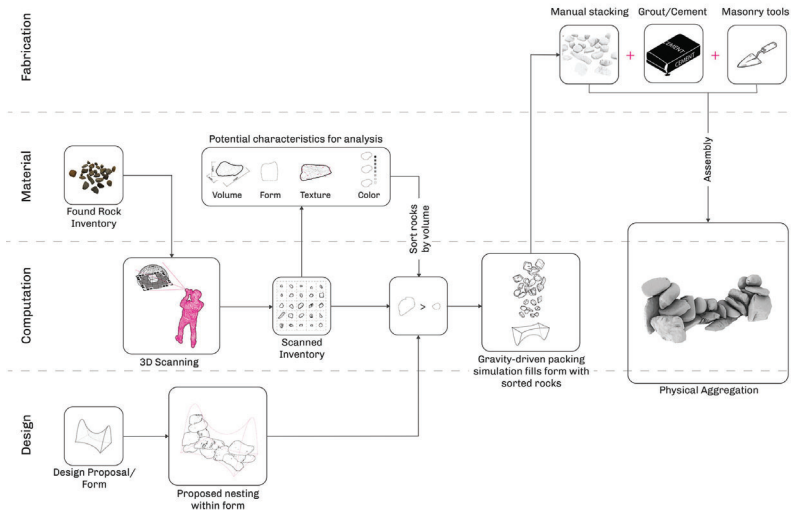 Fabrication
Manual stacking
Grout/Cement
Masonry tools
+
+
EMENT
CEMENT
Assembly
Material
Potential characteristics for analysis
Volume
Form
Texture
Color
Found Rock
Inventory
Sort rocks
by volume
Computation
3D Scanning
Scanned
Inventory
>
Gravity-driven packing
simulation fills form with
sorted rocks
Physical Aggregation
Design
Design Proposal/
Form
Proposed nesting
within form